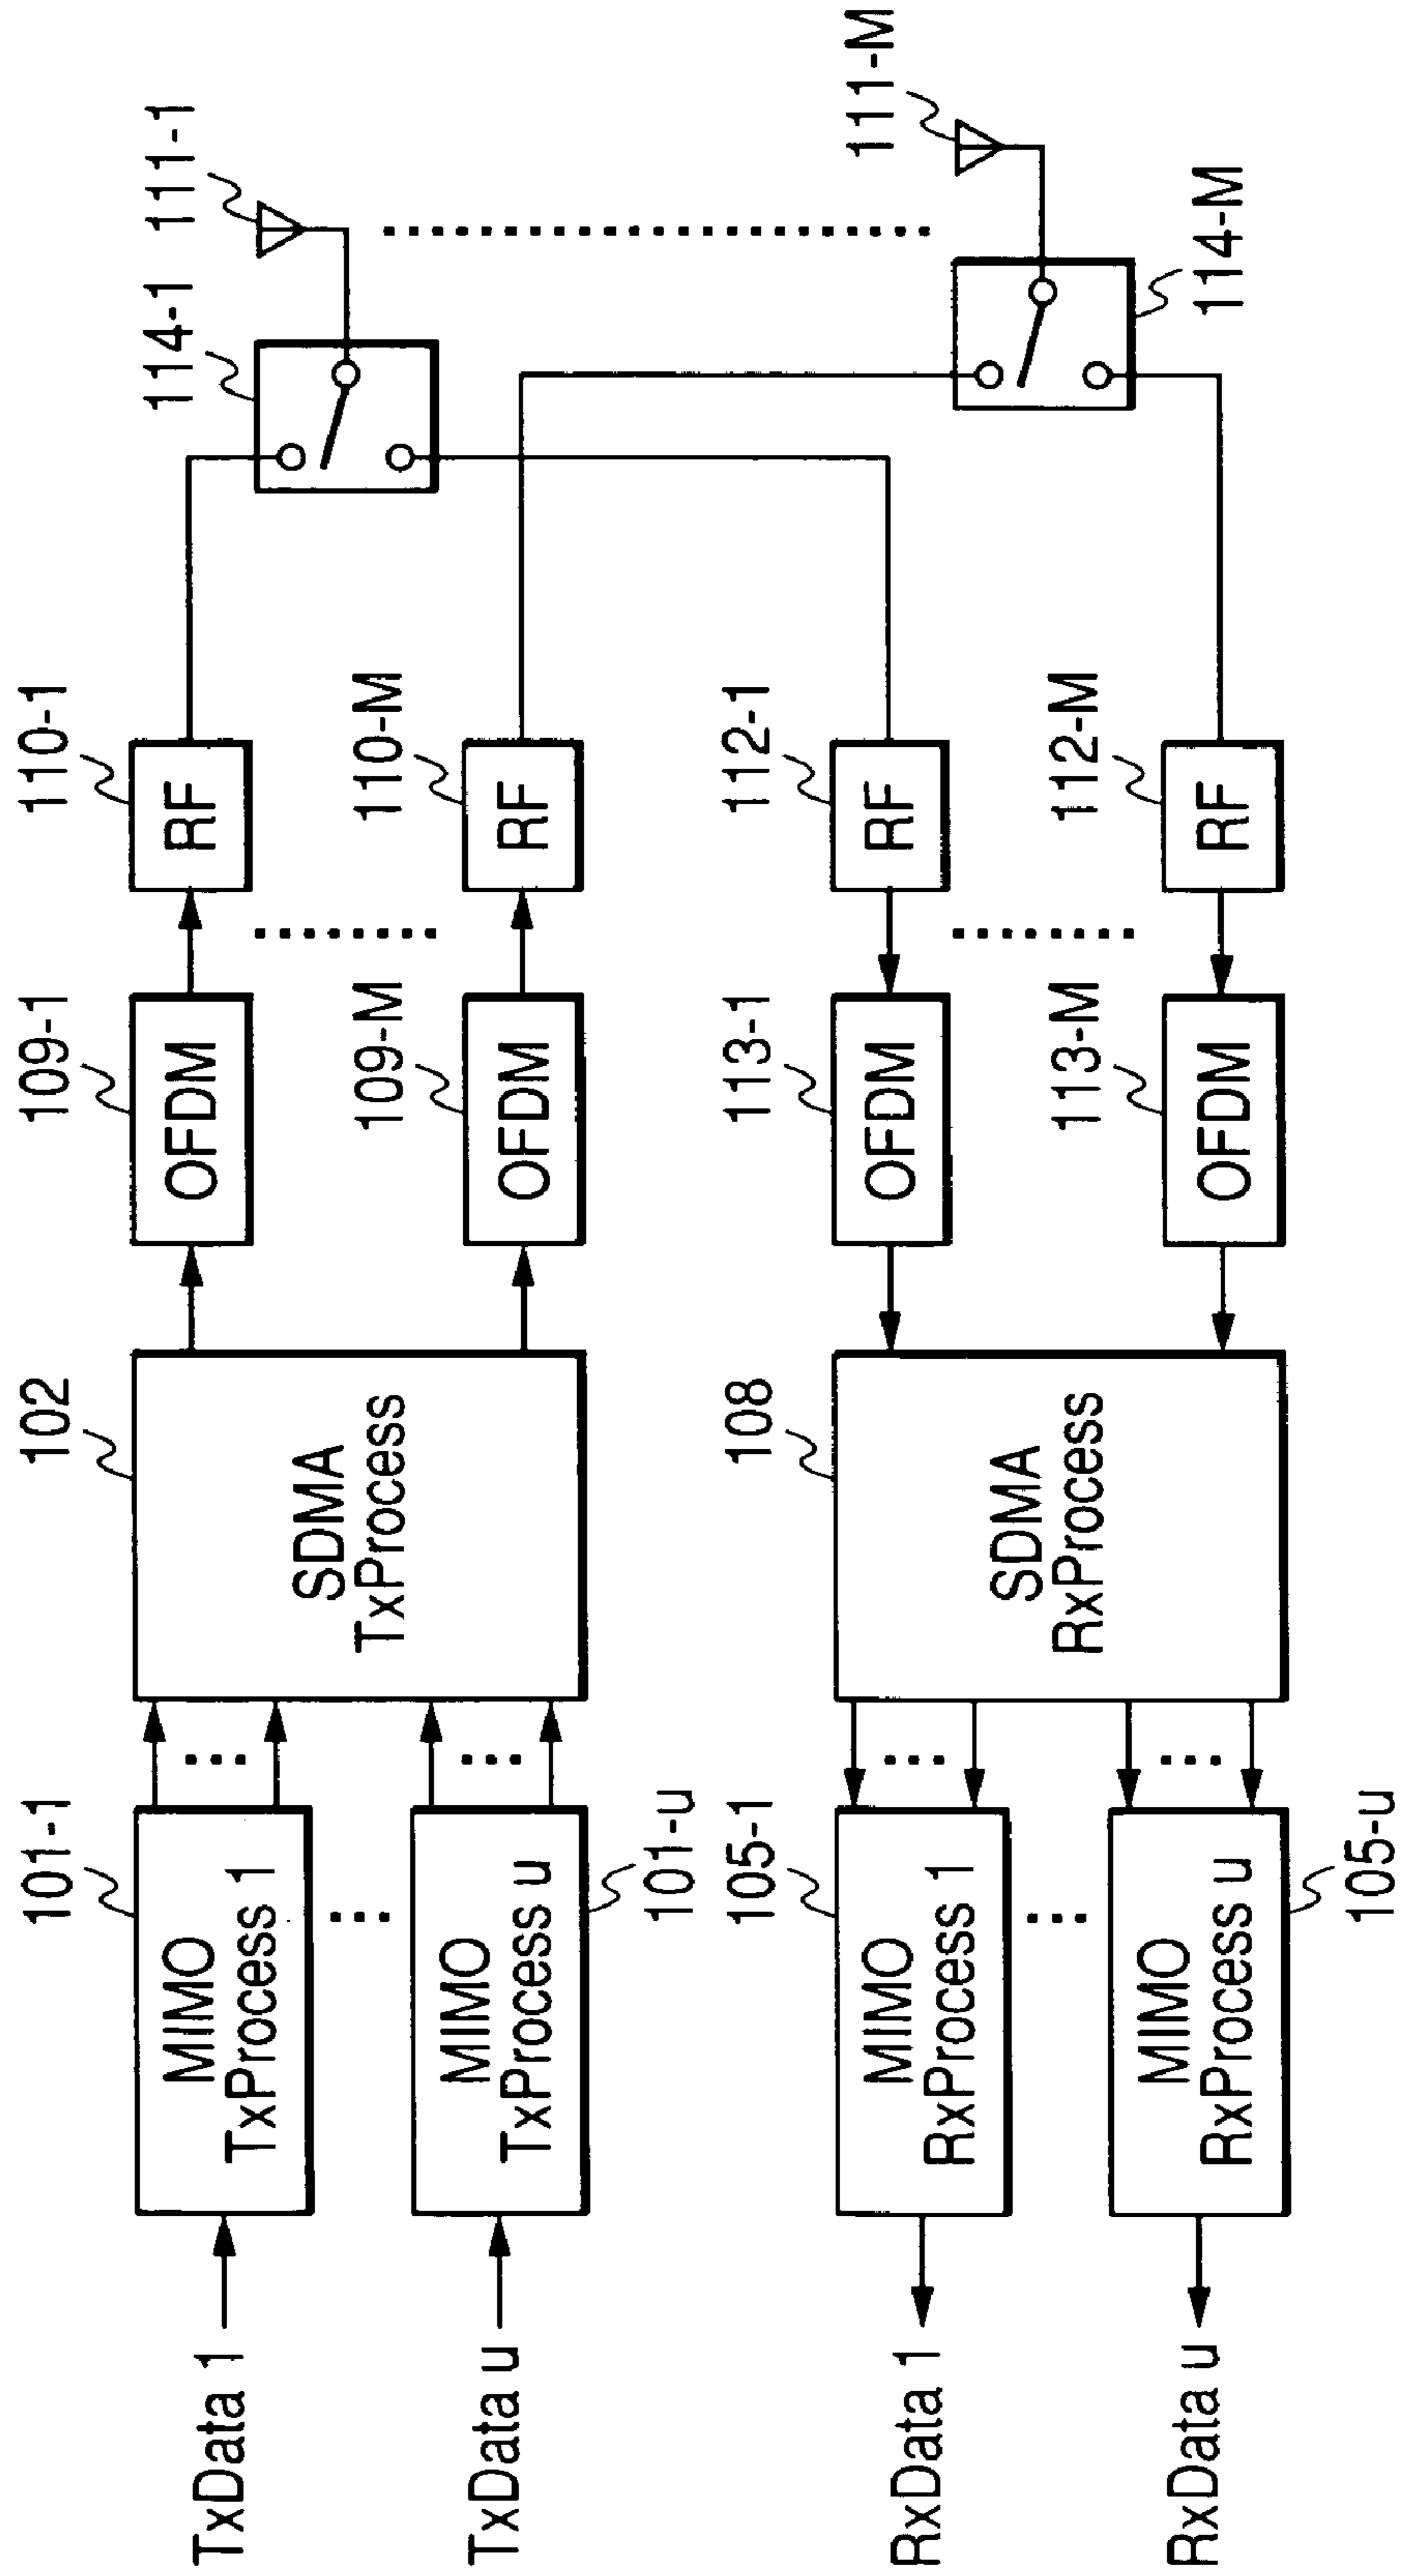 TxData 1
101-1
MIMO
TxProcess 1
TxData u
MIMO
TxProcess u
101-u
102
SDMA
TxProcess
109-1
OFDM
109-M
OFDM
110-1
RF
110-M
RF
114-1
111-1
111-M
114-M
RxData 1
105-1
MIMO
RxProcess 1
RxData u
MIMO
RxProcess u
105-u
108
SDMA
RxProcess
113-1
OFDM
113-M
OFDM
112-1
RF
112-M
RF